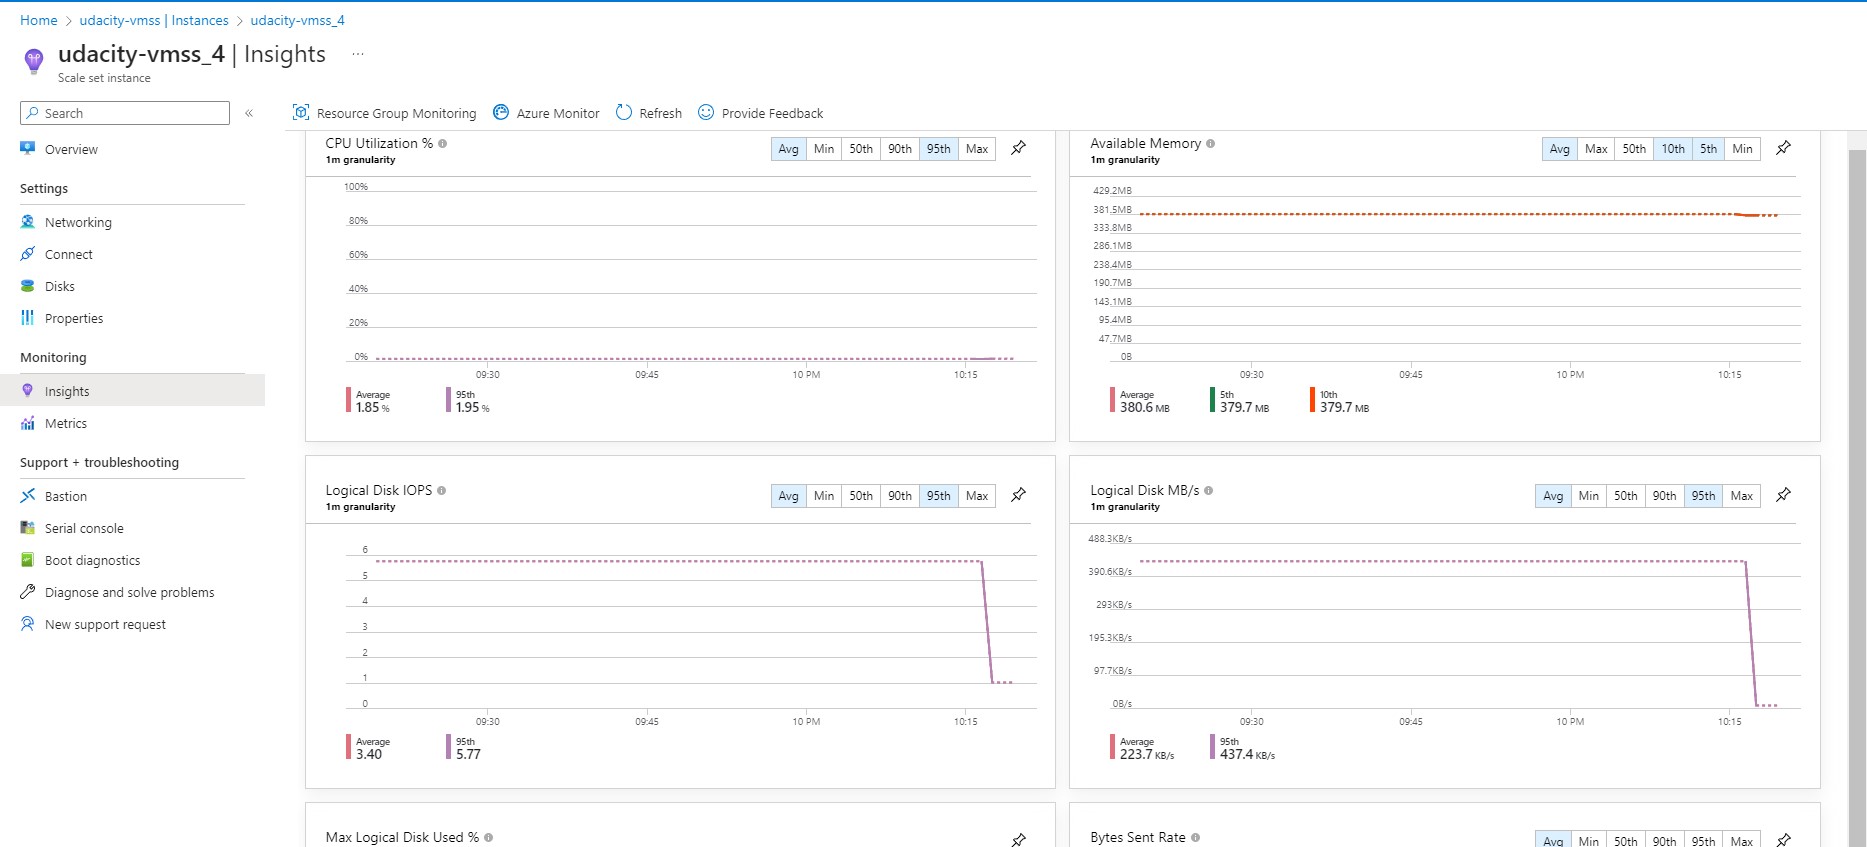 Home > udacity-vmss | Instances > udacity-vmss_4
udacity-vmss_4 | Insights ...
Scale set instance
Search «
Overview
Settings
Networking
Connect
Disks
Properties
Monitoring
Insights
Metrics
Support + troubleshooting
Bastion
Serial console
Boot diagnostics
Diagnose and solve problems
New support request
Resource Group Monitoring Azure Monitor Refresh Provide Feedback
CPU Utilization %
1m granularity
Avg Min 50th 90th 95th Max
100%
80%
60%
40%
20%
0%
09:30 09:45 10 PM 10:15
Average 95th
1.85 % 1.95 %
Available Memory
1m granularity
Avg Max 50th 10th 5th Min
429.2MB
381.5MB
333.8MB
286.1MB
238.4MB
190.7MB
143.1MB
95.4MB
47.7MB
0B
09:30 09:45 10 PM 10:15
Average 5th 10th
380.6 MB 379.7 MB 379.7 MB
Logical Disk IOPS
1m granularity
Avg Min 50th 90th 95th Max
6
5
4
3
2
1
0
09:30 09:45 10 PM 10:15
Average 95th
3.40 5.77
Logical Disk MB/s
1m granularity
Avg Min 50th 90th 95th Max
488.3KB/s
390.6KB/s
293KB/s
195.3KB/s
97.7KB/s
0B/s
09:30 09:45 10 PM 10:15
Average 95th
223.7 KB/s 437.4 KB/s
Max Logical Disk Used %
Bytes Sent Rate
Avg Min 50th 90th 95th Max